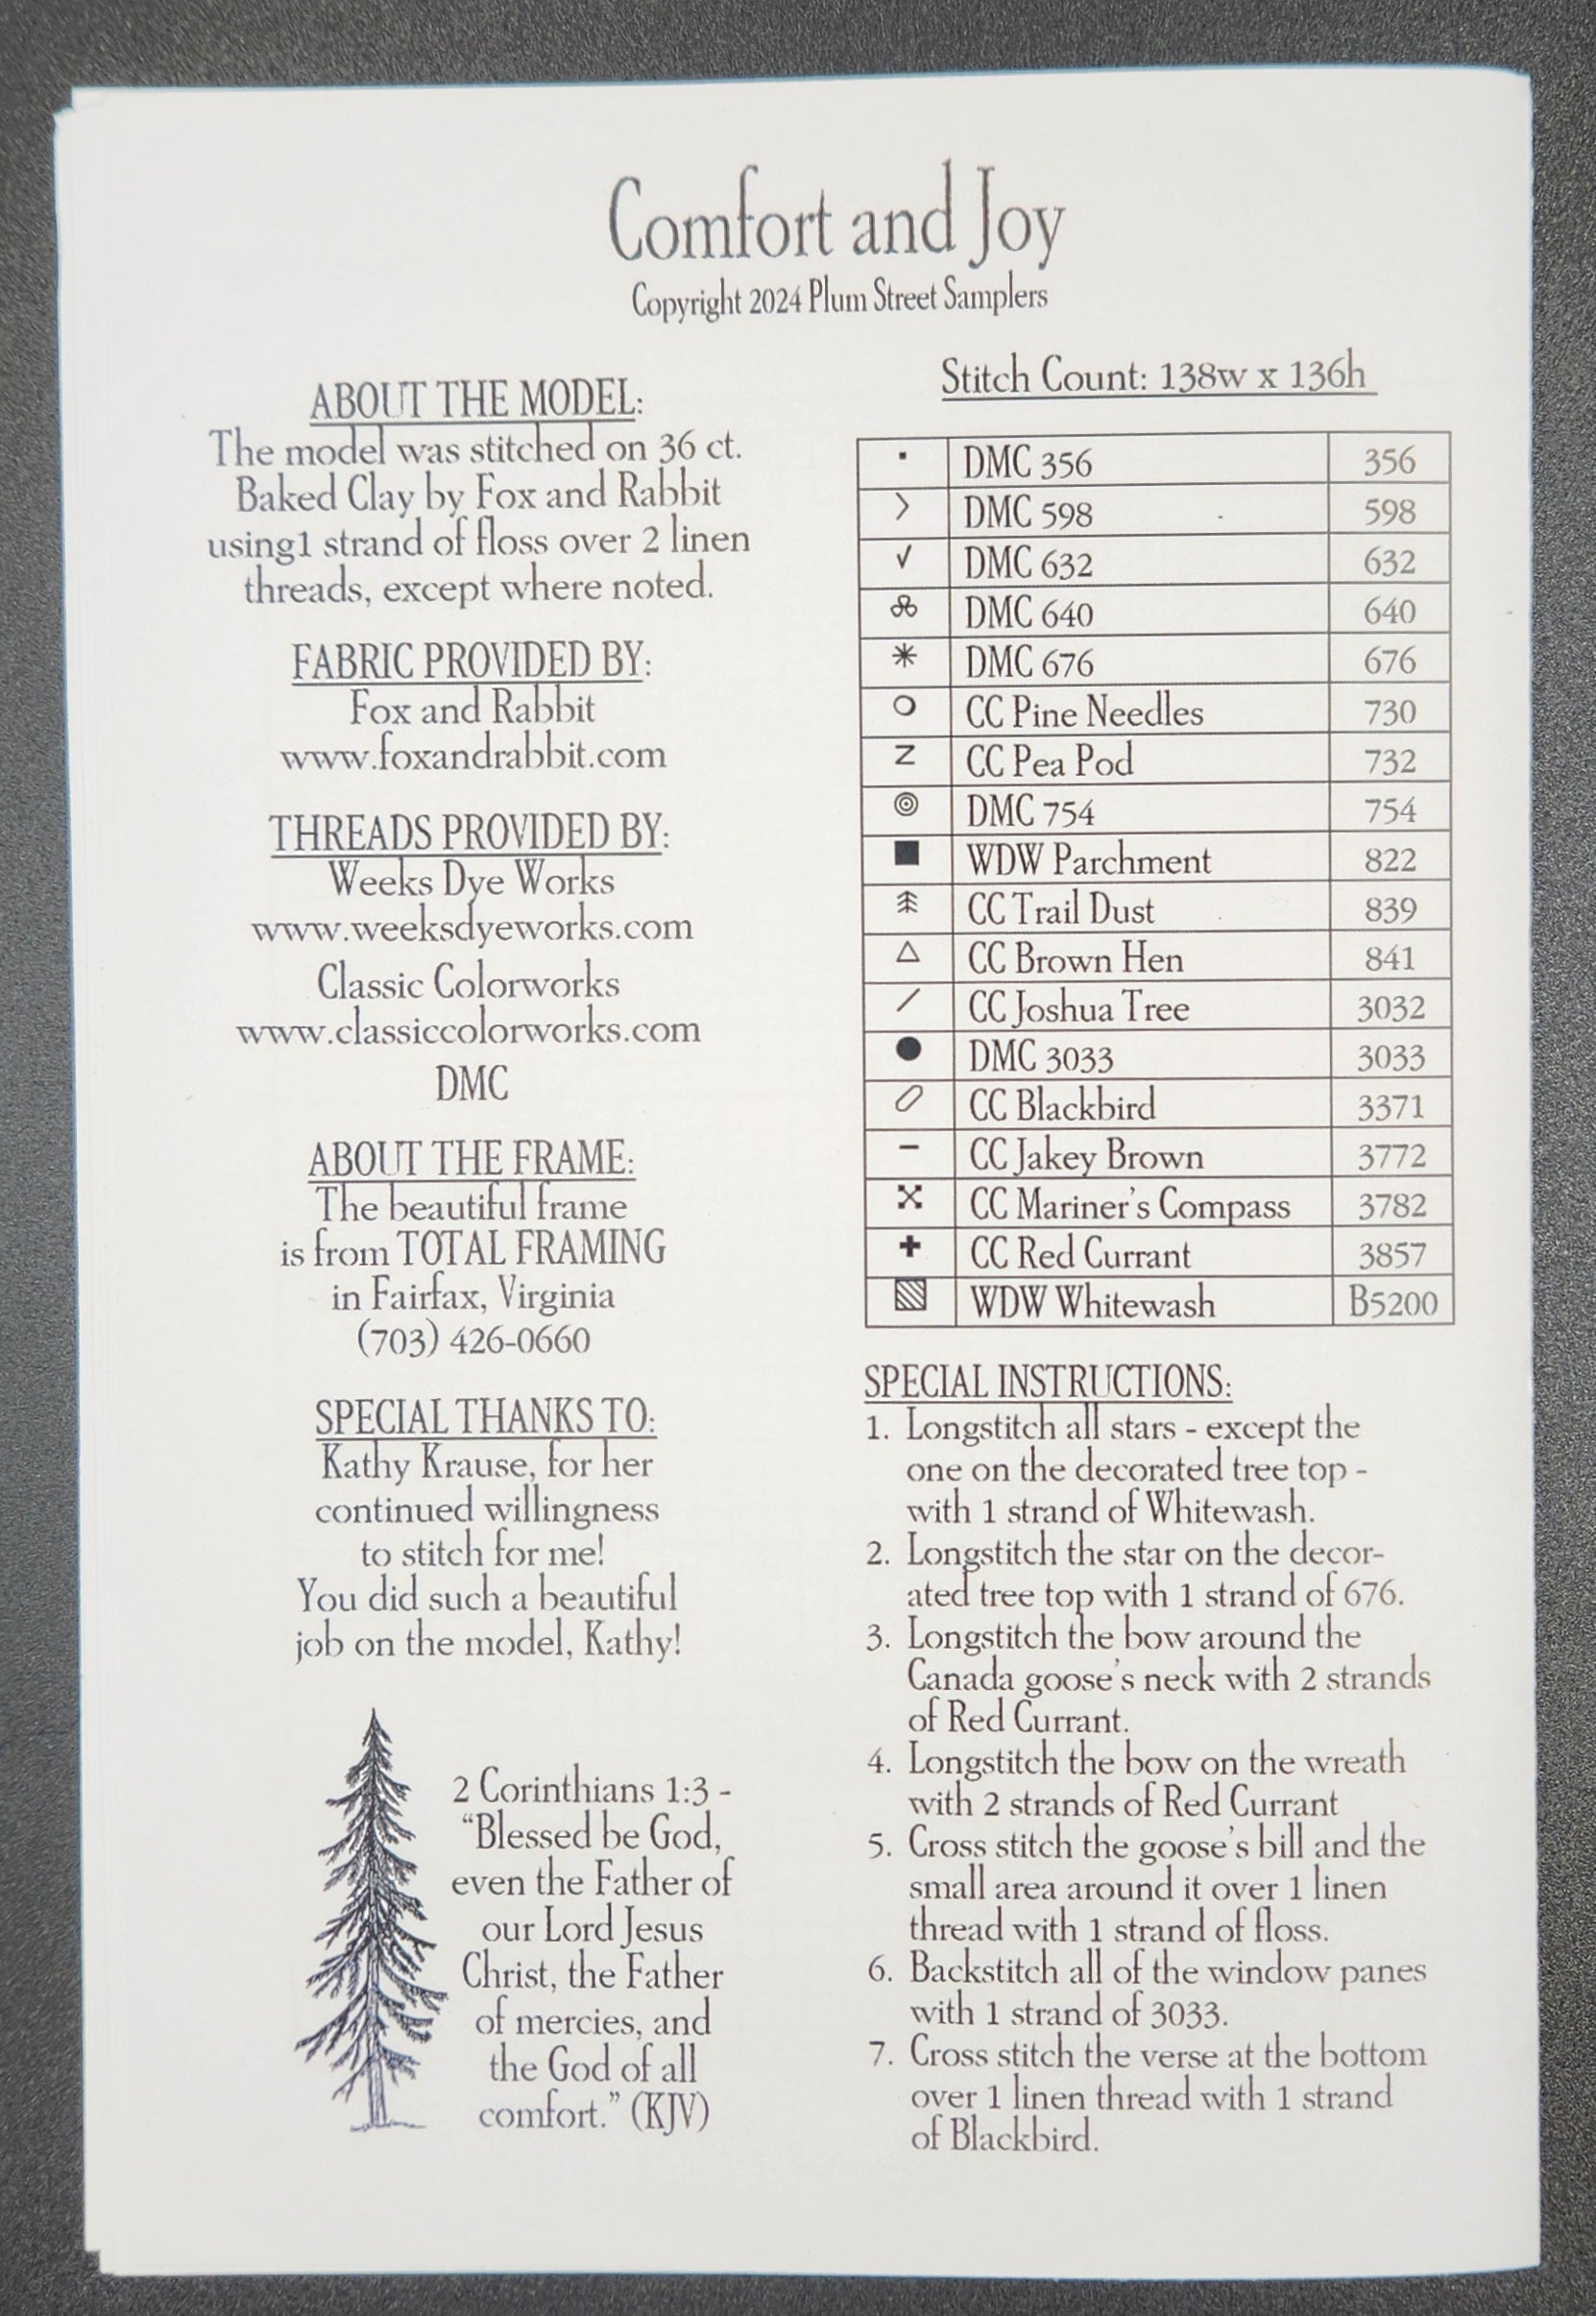 Comfort and Joy
Copyright 2024 Plum Street Samplers
ABOUT THE MODEL:
The model was stitched on 36 ct.
Baked Clay by Fox and Rabbit
using1 strand of floss over 2 linen
threads, except where noted.
FABRIC PROVIDED BY:
Fox and Rabbit
www.foxandrabbit.com
THREADS PROVIDED BY:
Weeks Dye Works
www.weeksdyeworks.com
Classic Colorworks
www.classiccolorworks.com
DMC
ABOUT THE FRAME:
The beautiful frame
is from TOTAL FRAMING
in Fairfax, Virginia
(703) 426-0660
SPECIAL THANKS TO:
Kathy Krause, for her
continued willingness
to stitch for me!
You did such a beautiful
job on the model, Kathy!
2 Corinthians 1:3 -
“Blessed be God,
even the Father of
our Lord Jesus
Christ, the Father
of mercies, and
the God of all
comfort.” (KJV)
Stitch Count: 138w x 136h
DMC 356 356
DMC 598 598
DMC 632 632
DMC 640 640
DMC 676 676
CC Pine Needles 730
CC Pea Pod 732
DMC 754 754
WDW Parchment 822
CC Trail Dust 839
CC Brown Hen 841
CC Joshua Tree 3032
DMC 3033 3033
CC Blackbird 3371
CC Jakey Brown 3772
CC Mariner’s Compass 3782
CC Red Currant 3857
WDW Whitewash B5200
SPECIAL INSTRUCTIONS:
1. Longstitch all stars - except the
one on the decorated tree top -
with 1 strand of Whitewash.
2. Longstitch the star on the decor-
ated tree top with 1 strand of 676.
3. Longstitch the bow around the
Canada goose’s neck with 2 strands
of Red Currant.
4. Longstitch the bow on the wreath
with 2 strands of Red Currant
5. Cross stitch the goose’s bill and the
small area around it over 1 linen
thread with 1 strand of floss.
6. Backstitch all of the window panes
with 1 strand of 3033.
7. Cross stitch the verse at the bottom
over 1 linen thread with 1 strand
of Blackbird.